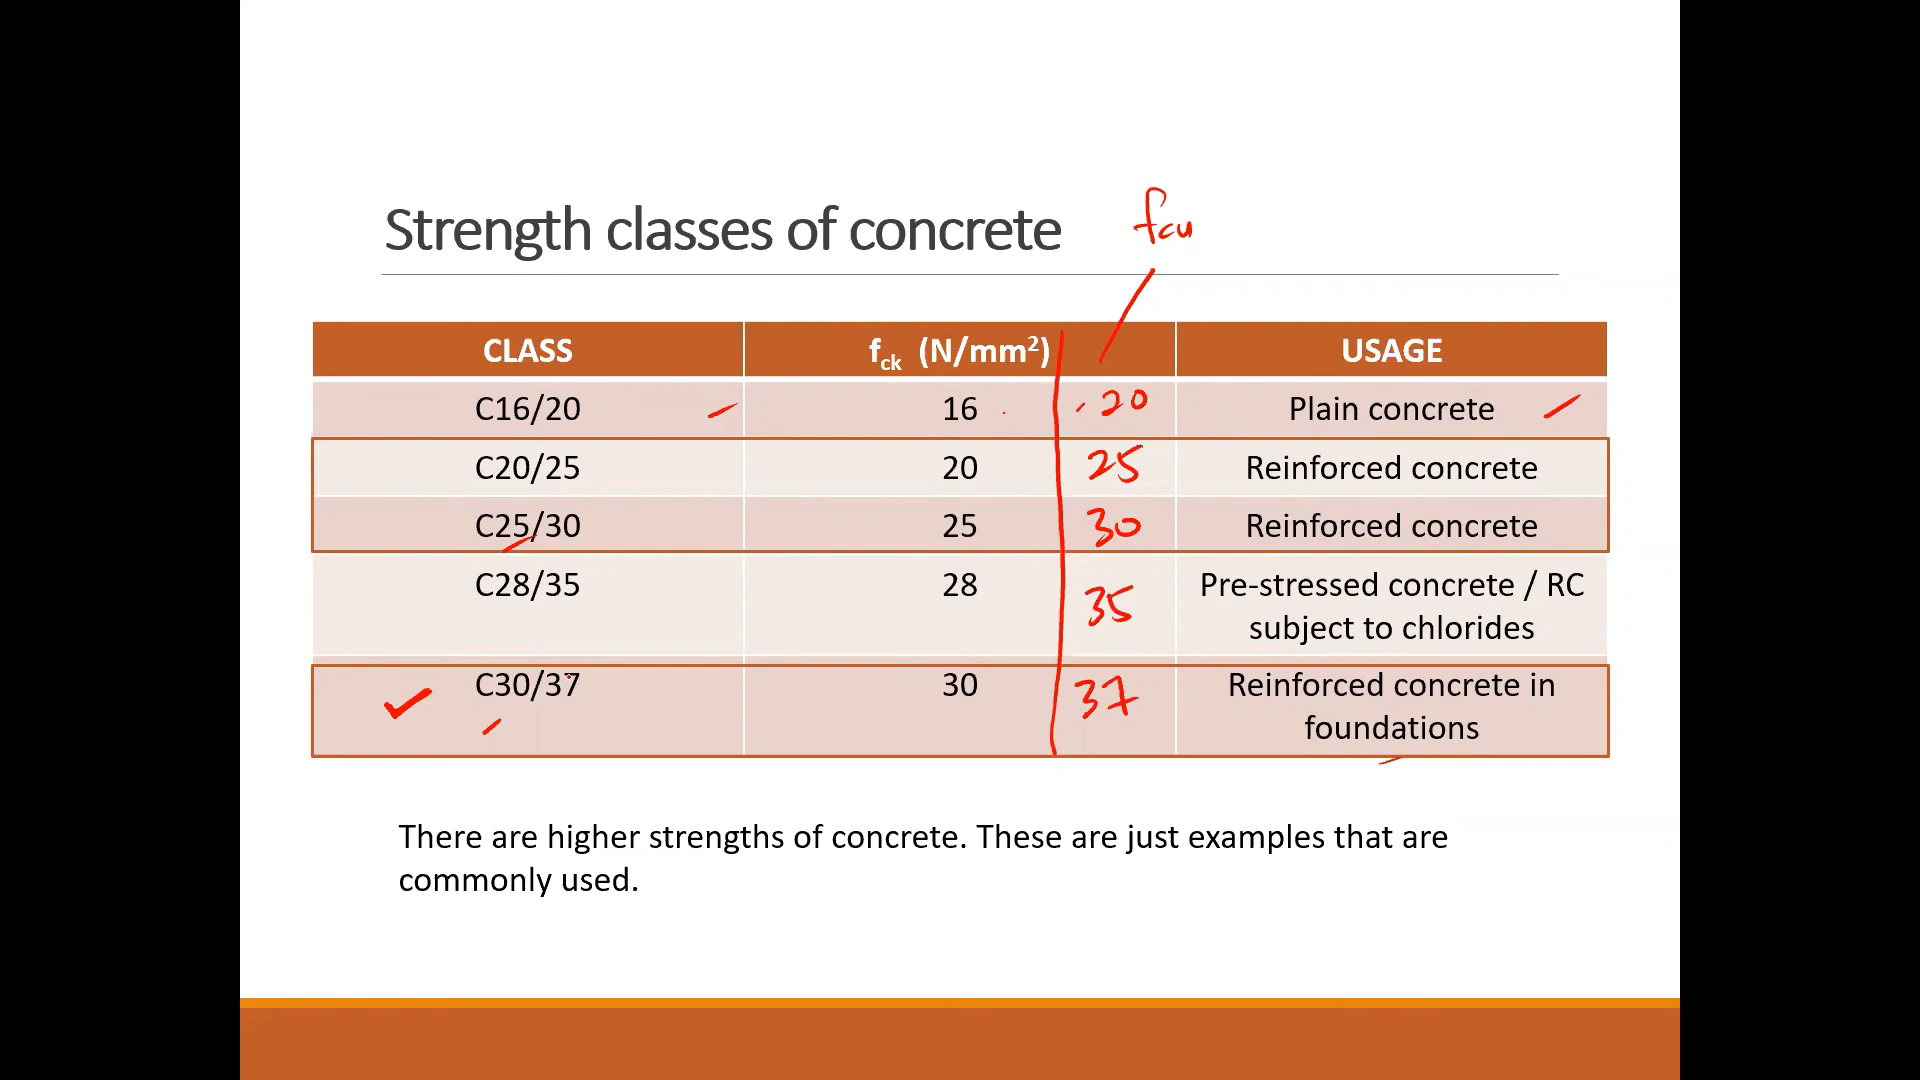 Strength classes of concrete fcu
CLASS f_ck (N/mm²) USAGE
C16/20 16 20 Plain concrete
C20/25 20 25 Reinforced concrete
C25/30 25 30 Reinforced concrete
C28/35 28 35 Pre-stressed concrete / RC
subject to chlorides
C30/37 30 37 Reinforced concrete in
foundations
There are higher strengths of concrete. These are just examples that are
commonly used.